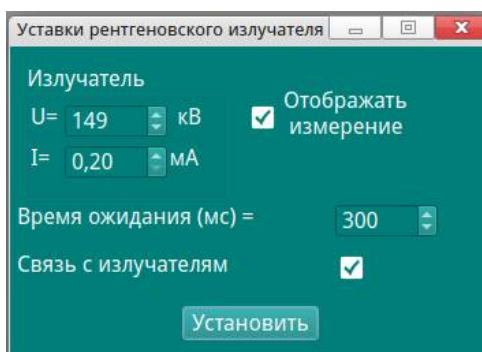 Уставки рентгеновского излучателя
Излучатель
U= 149 кВ
I= 0,20 мА
Отображать
измерение
Время ожидания (мс) = 300
Связь с излучателям
Установить